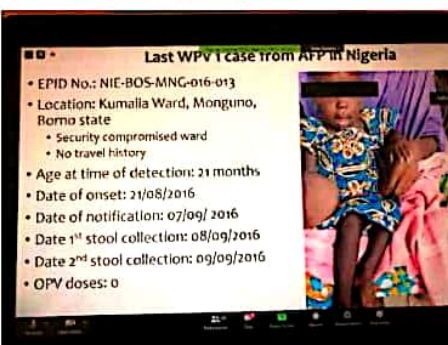 Last WPV 1 case from AFP in Nigeria
• EPID No.: NIE-BOS-MNG-016-013
• Location: Kumalia Ward, Monguno,
Borno state
• Security compromised ward
• No travel history
• Age at time of detection: 21 months
• Date of onset: 21/08/2016
• Date of notification: 07/09/ 2016
• Date 1st stool collection: 08/09/2016
• Date 2nd stool collection: 09/09/2016
• OPV doses: 0